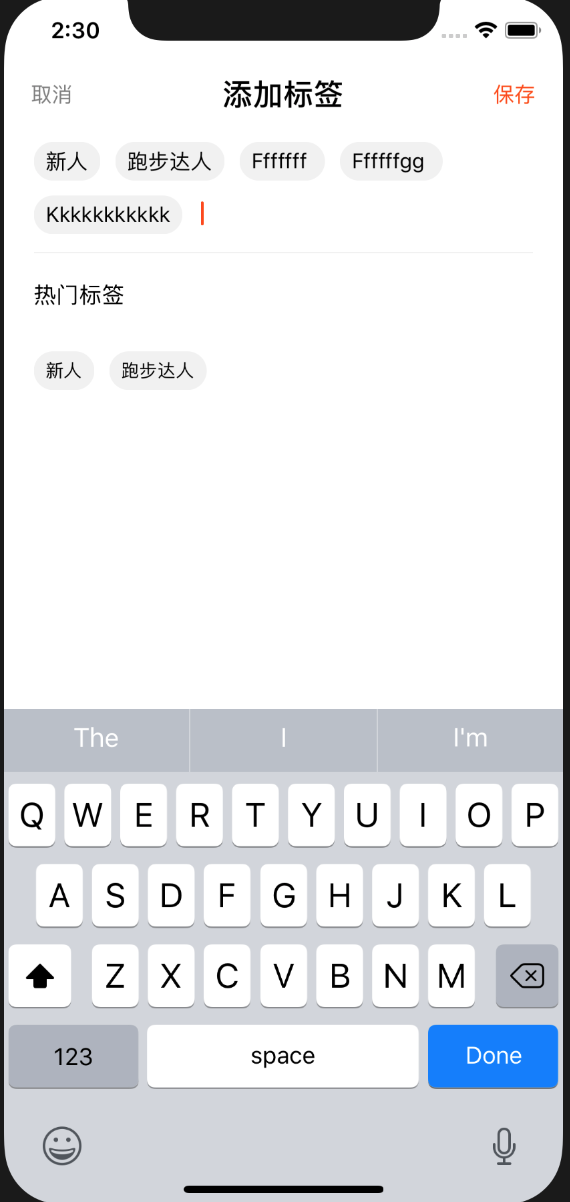 2:30
取消 添加标签 保存
新人 跑步达人 Fffffff Ffffffgg
Kkkkkkkkkkk
热门标签
新人 跑步达人
The I I'm
Q W E R T Y U I O P
A S D F G H J K L
Z X C V B N M
123 space Done